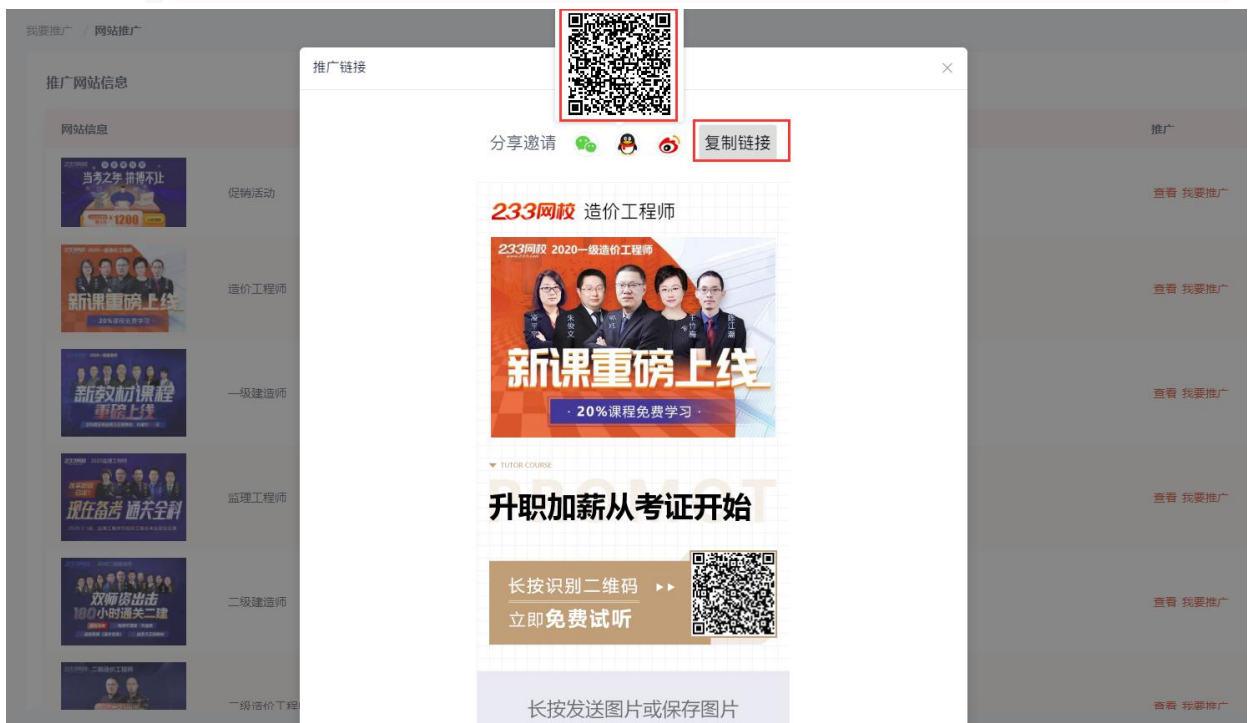 我要推广 / 网站推广
推广网站信息
网站信息
推广
当考之年 拼搏不止
1200
促销活动
查看 我要推广
新课重磅上线
20%课程免费学习
造价工程师
查看 我要推广
新教材课程
重磅上线
一级建造师
查看 我要推广
现在备考 通关全科
监理工程师
查看 我要推广
双师资出击
180小时通关二建
二级建造师
查看 我要推广
二级造价工程
查看 我要推广
推广链接
分享邀请
复制链接
233网校 造价工程师
233网校 2020一级造价工程师
朱俊文
新课重磅上线
· 20%课程免费学习 ·
TUTOR COURSE
PROMOT
升职加薪从考证开始
长按识别二维码
立即免费试听
长按发送图片或保存图片